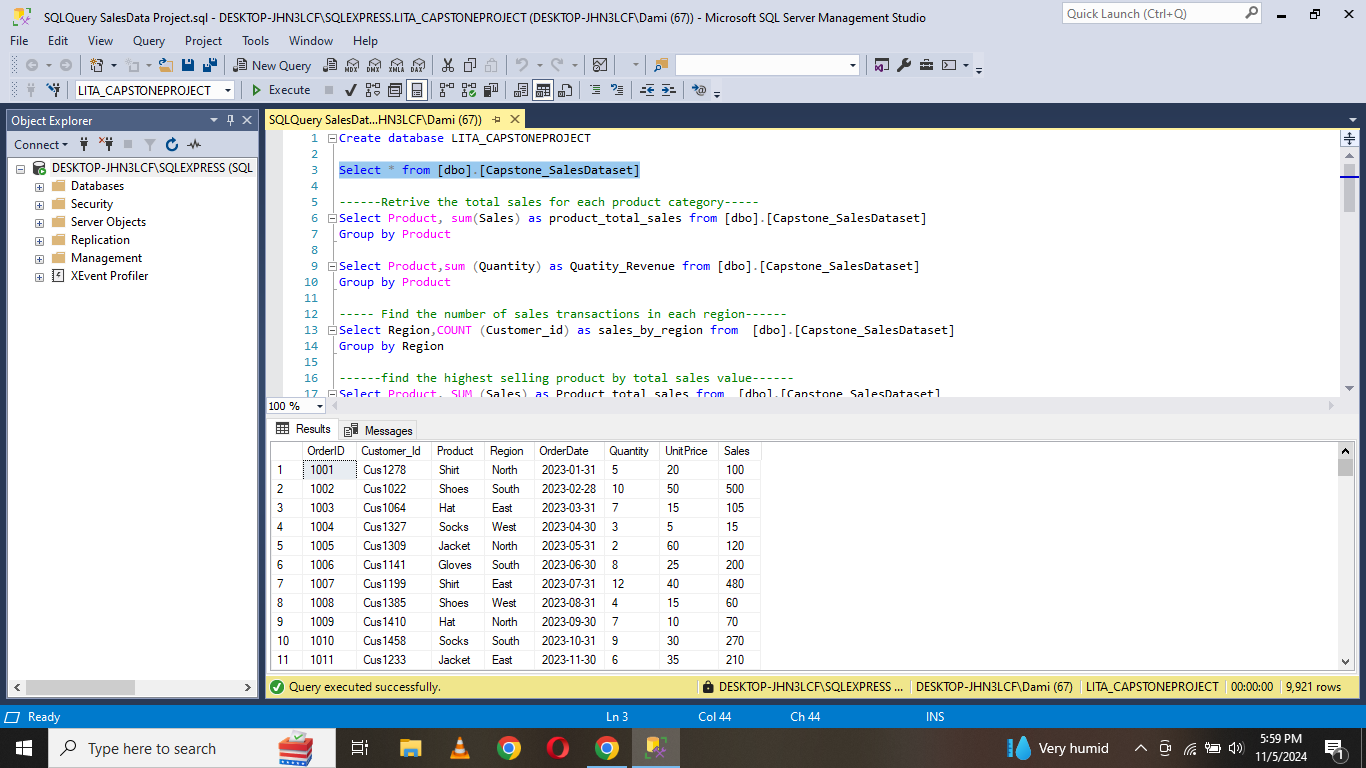 SQLQuery SalesData Project.sql - DESKTOP-JHN3LCF\SQLEXPRESS.LITA_CAPSTONEPROJECT (DESKTOP-JHN3LCF\Dami (67)) - Microsoft SQL Server Management Studio
Quick Launch (Ctrl+Q)
File Edit View Query Project Tools Window Help
New Query MDX DMX XMLA DAX
LITA_CAPSTONEPROJECT Execute
Object Explorer
Connect
DESKTOP-JHN3LCF\SQLEXPRESS (SQL
Databases
Security
Server Objects
Replication
Management
XEvent Profiler
SQLQuery SalesDat...HN3LCF\Dami (67))
1 Create database LITA_CAPSTONEPROJECT
2
3 Select * from [dbo].[Capstone_SalesDataset]
4
5 ------Retrive the total sales for each product category-----
6 Select Product, sum(Sales) as product_total_sales from [dbo].[Capstone_SalesDataset]
7 Group by Product
8
9 Select Product,sum (Quantity) as Quatity_Revenue from [dbo].[Capstone_SalesDataset]
10 Group by Product
11
12 ----- Find the number of sales transactions in each region------
13 Select Region,COUNT (Customer_id) as sales_by_region from  [dbo].[Capstone_SalesDataset]
14 Group by Region
15
16 ------find the highest selling product by total sales value------
17 Select Product, SUM (Sales) as Product_total_sales from  [dbo].[Capstone_SalesDataset]
100 %
Results Messages
OrderID Customer_Id Product Region OrderDate Quantity UnitPrice Sales
1 1001 Cus1278 Shirt North 2023-01-31 5 20 100
2 1002 Cus1022 Shoes South 2023-02-28 10 50 500
3 1003 Cus1064 Hat East 2023-03-31 7 15 105
4 1004 Cus1327 Socks West 2023-04-30 3 5 15
5 1005 Cus1309 Jacket North 2023-05-31 2 60 120
6 1006 Cus1141 Gloves South 2023-06-30 8 25 200
7 1007 Cus1199 Shirt East 2023-07-31 12 40 480
8 1008 Cus1385 Shoes West 2023-08-31 4 15 60
9 1009 Cus1410 Hat North 2023-09-30 7 10 70
10 1010 Cus1458 Socks South 2023-10-31 9 30 270
11 1011 Cus1233 Jacket East 2023-11-30 6 35 210
Query executed successfully. DESKTOP-JHN3LCF\SQLEXPRESS ... DESKTOP-JHN3LCF\Dami (67) LITA_CAPSTONEPROJECT 00:00:00 9,921 rows
Ready Ln 3 Col 44 Ch 44 INS
Type here to search
Very humid
5:59 PM
11/5/2024
1